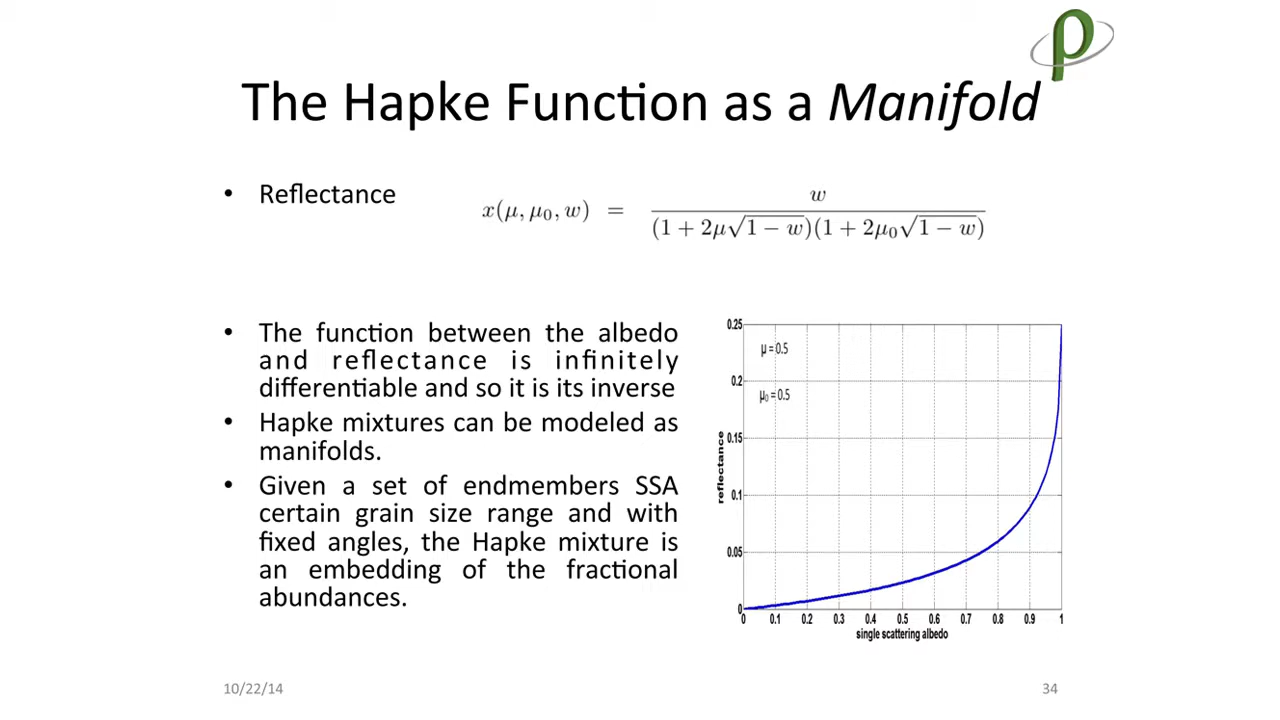 ρ
The Hapke Function as a Manifold
• Reflectance
x(μ, μ₀, w) = w / (1 + 2μ√(1 − w))(1 + 2μ₀√(1 − w))
• The function between the albedo
and reflectance is infinitely
differentiable and so it is its inverse
• Hapke mixtures can be modeled as
manifolds.
• Given a set of endmembers SSA
certain grain size range and with
fixed angles, the Hapke mixture is
an embedding of the fractional
abundances.
0.25
μ = 0.5
0.2
μ₀ = 0.5
0.15
reflectance
0.1
0.05
0
0 0.1 0.2 0.3 0.4 0.5 0.6 0.7 0.8 0.9 1
single scattering albedo
10/22/14
34